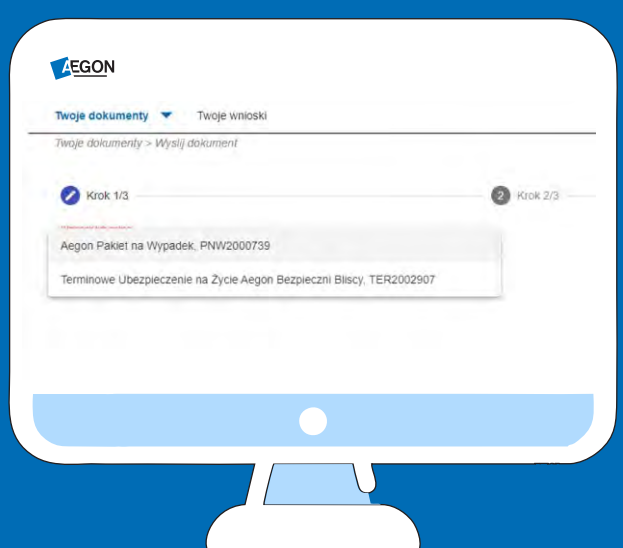 AEGON
Twoje dokumenty Twoje wnioski
Twoje dokumenty > Wyslij dokument
Krok 1/3 2 Krok 2/3
Aegon Pakiet na Wypadek, PNW2000739
Terminowe Ubezpieczenie na Życie Aegon Bezpieczni Bliscy, TER2002907